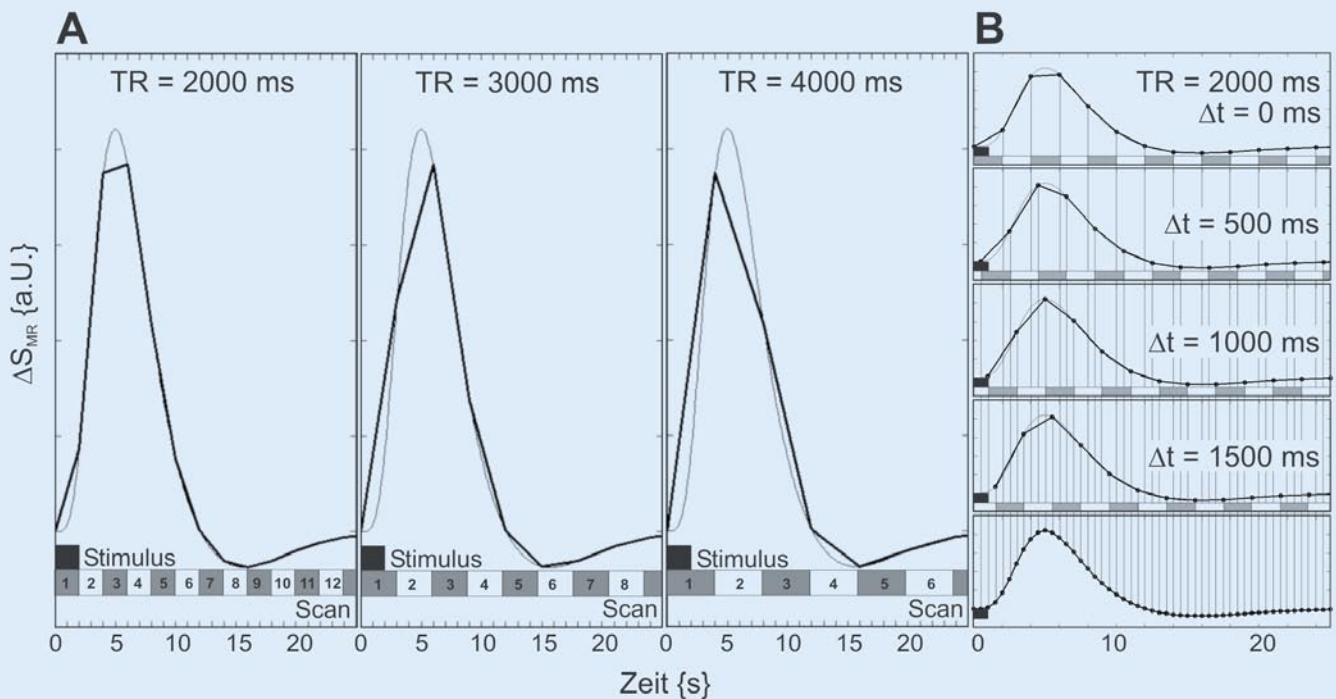 A
B
TR = 2000 ms
TR = 3000 ms
TR = 4000 ms
ΔS_MR {a.U.}
Stimulus
Stimulus
Stimulus
1 2 3 4 5 6 7 8 9 10 11 12
1 2 3 4 5 6 7 8
1 2 3 4 5 6
Scan
Scan
Scan
0 5 10 15 20
0 5 10 15 20
0 5 10 15 20
Zeit {s}
TR = 2000 ms
Δt = 0 ms
Δt = 500 ms
Δt = 1000 ms
Δt = 1500 ms
0 10 20